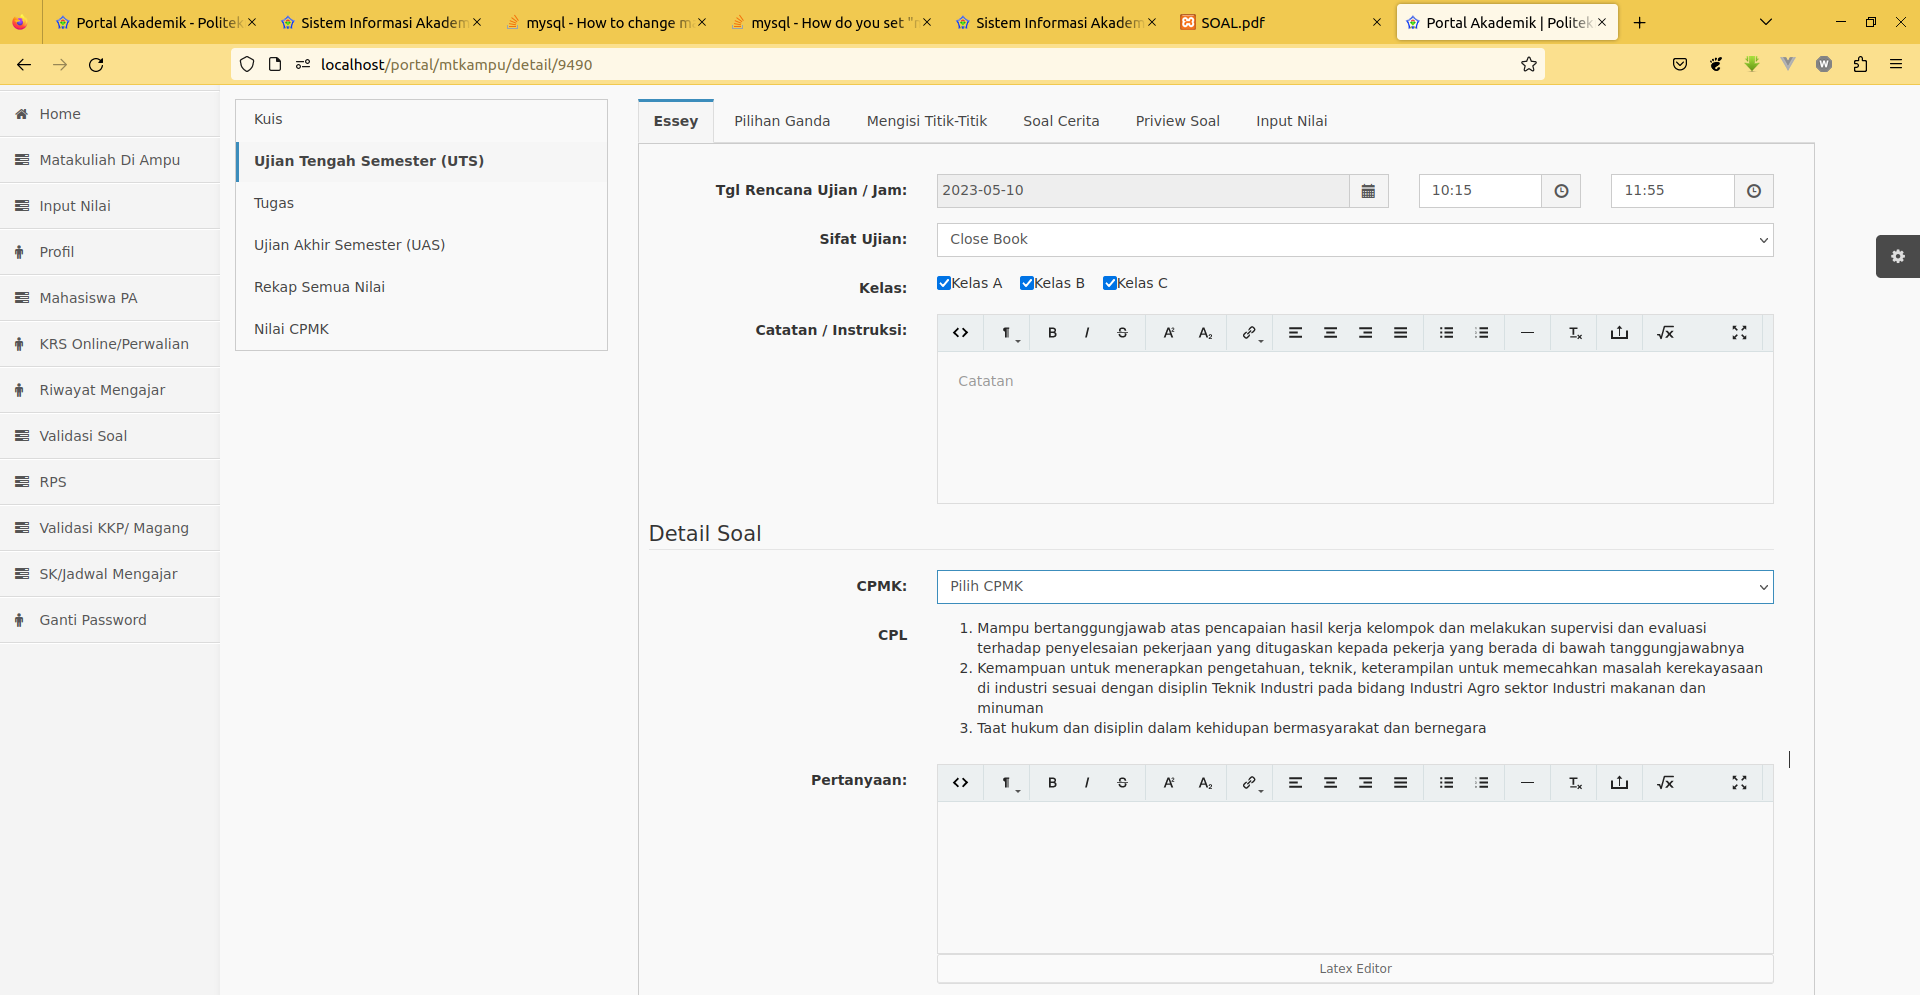 Portal Akademik - Politek
Sistem Informasi Akadem
mysql - How to change ma
mysql - How do you set "r
Sistem Informasi Akadem
SOAL.pdf
Portal Akademik | Politek
localhost/portal/mtkampu/detail/9490
Home
Matakuliah Di Ampu
Input Nilai
Profil
Mahasiswa PA
KRS Online/Perwalian
Riwayat Mengajar
Validasi Soal
RPS
Validasi KKP/ Magang
SK/Jadwal Mengajar
Ganti Password
Kuis
Ujian Tengah Semester (UTS)
Tugas
Ujian Akhir Semester (UAS)
Rekap Semua Nilai
Nilai CPMK
Essey Pilihan Ganda Mengisi Titik-Titik Soal Cerita Priview Soal Input Nilai
Tgl Rencana Ujian / Jam: 2023-05-10 10:15 11:55
Sifat Ujian: Close Book
Kelas: Kelas A Kelas B Kelas C
Catatan / Instruksi:
Catatan
Detail Soal
CPMK: Pilih CPMK
CPL
1. Mampu bertanggungjawab atas pencapaian hasil kerja kelompok dan melakukan supervisi dan evaluasi
terhadap penyelesaian pekerjaan yang ditugaskan kepada pekerja yang berada di bawah tanggungjawabnya
2. Kemampuan untuk menerapkan pengetahuan, teknik, keterampilan untuk memecahkan masalah kerekayasaan
di industri sesuai dengan disiplin Teknik Industri pada bidang Industri Agro sektor Industri makanan dan
minuman
3. Taat hukum dan disiplin dalam kehidupan bermasyarakat dan bernegara
Pertanyaan:
Latex Editor